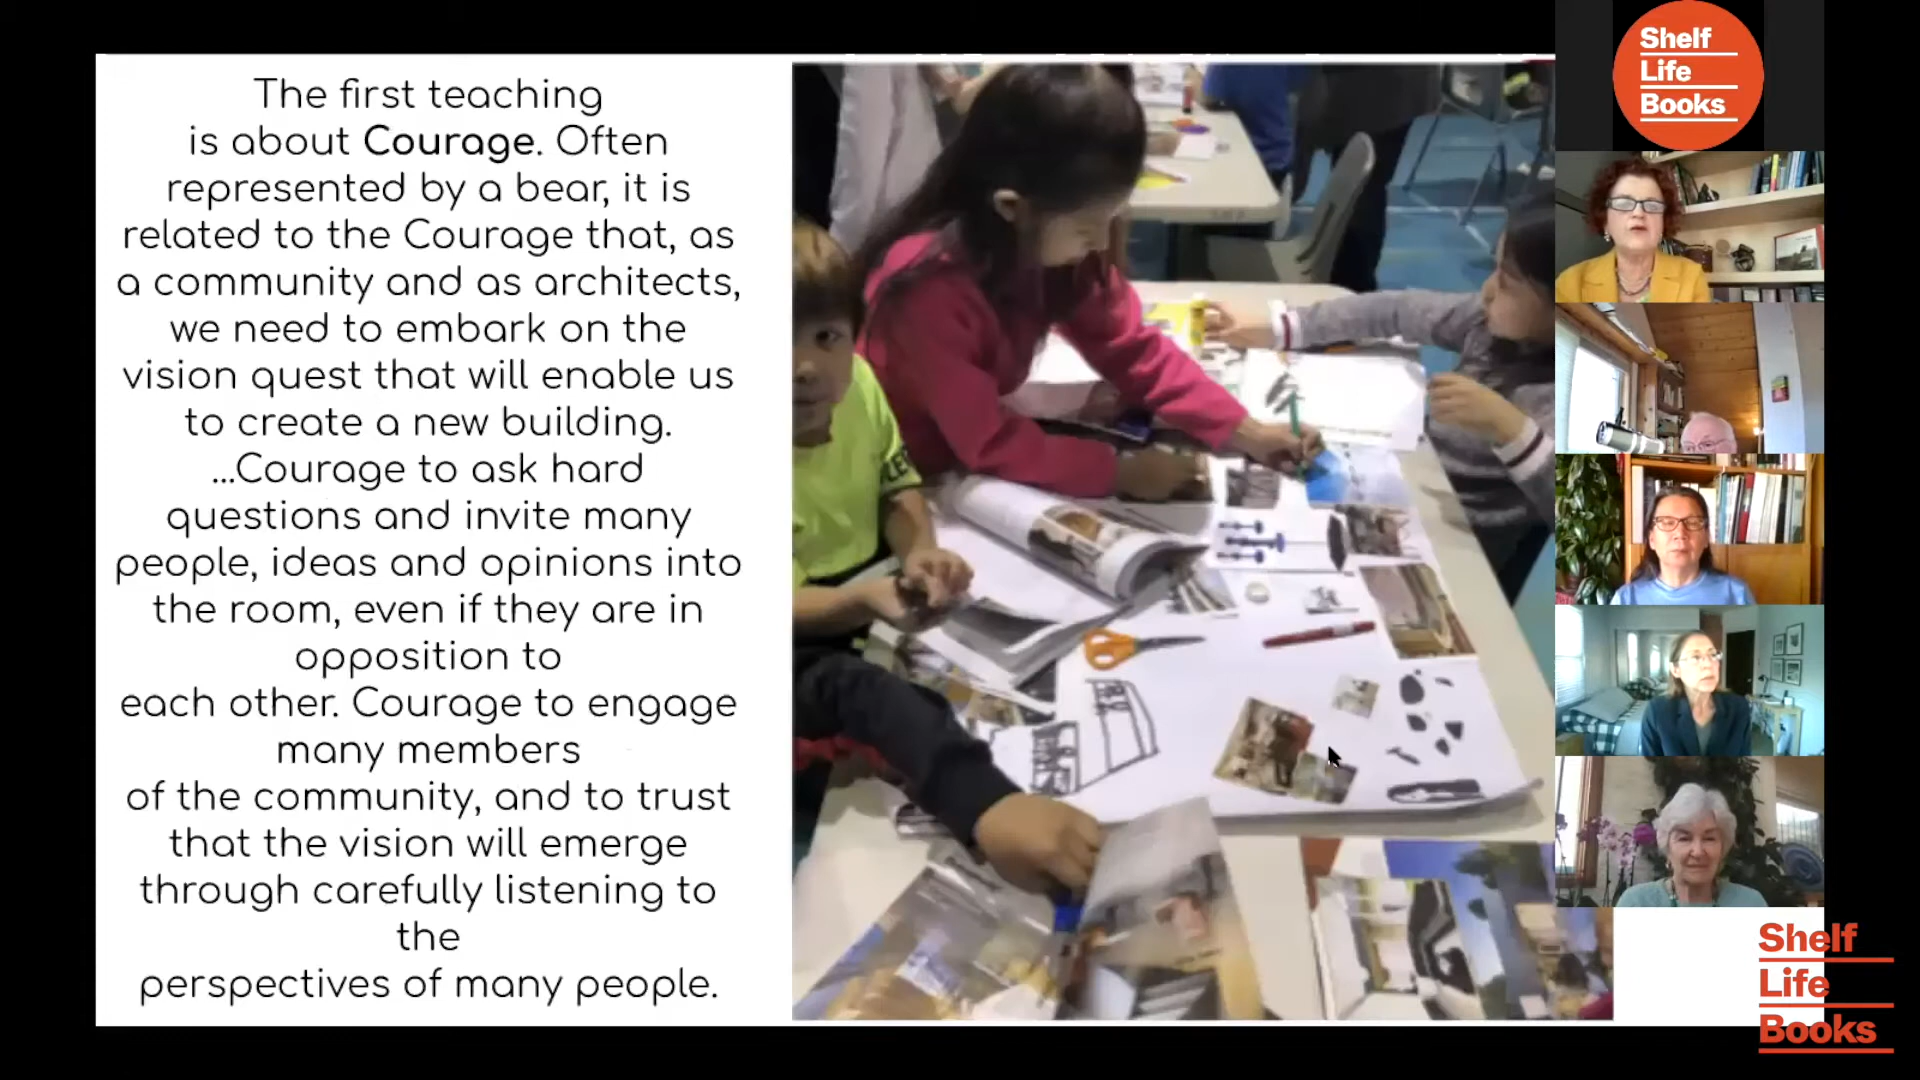 The first teaching
is about Courage. Often
represented by a bear, it is
related to the Courage that, as
a community and as architects,
we need to embark on the
vision quest that will enable us
to create a new building.
...Courage to ask hard
questions and invite many
people, ideas and opinions into
the room, even if they are in
opposition to
each other. Courage to engage
many members
of the community, and to trust
that the vision will emerge
through carefully listening to
the
perspectives of many people.
Shelf
Life
Books
Shelf
Life
Books